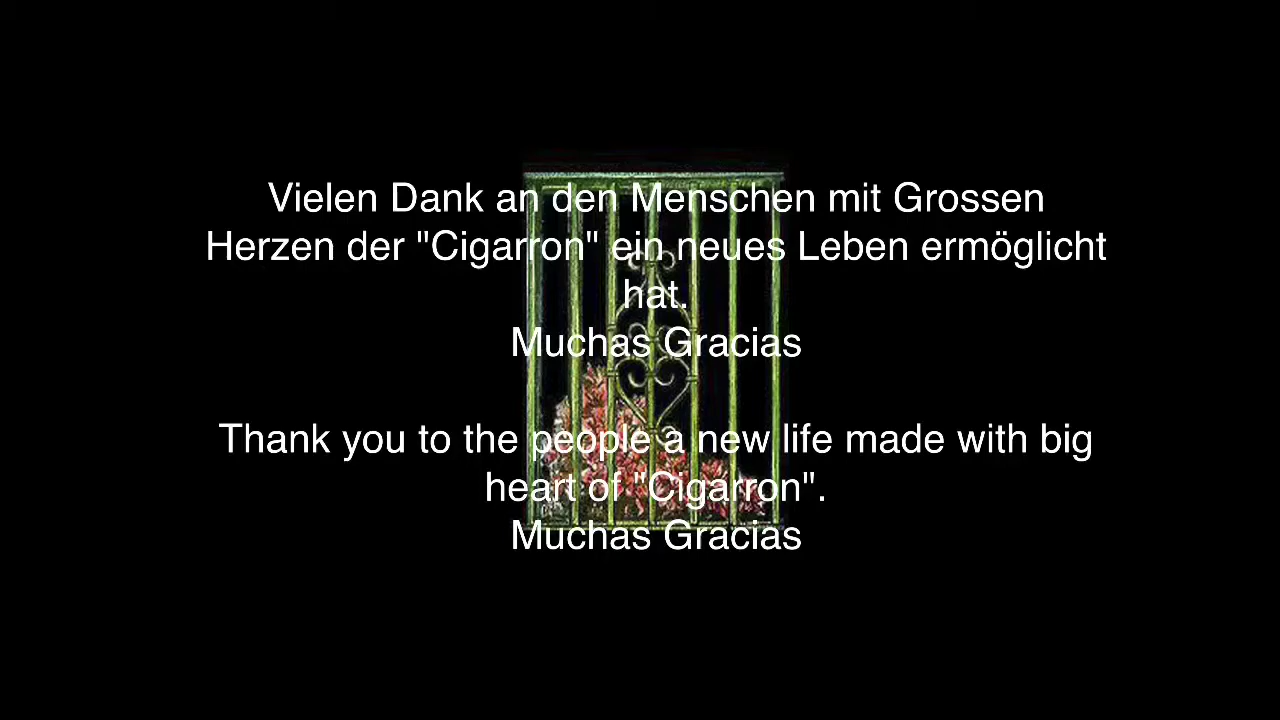 Vielen Dank an den Menschen mit Grossen
Herzen der "Cigarron" ein neues Leben ermöglicht
hat.
Muchas Gracias
Thank you to the people a new life made with big
heart of "Cigarron".
Muchas Gracias